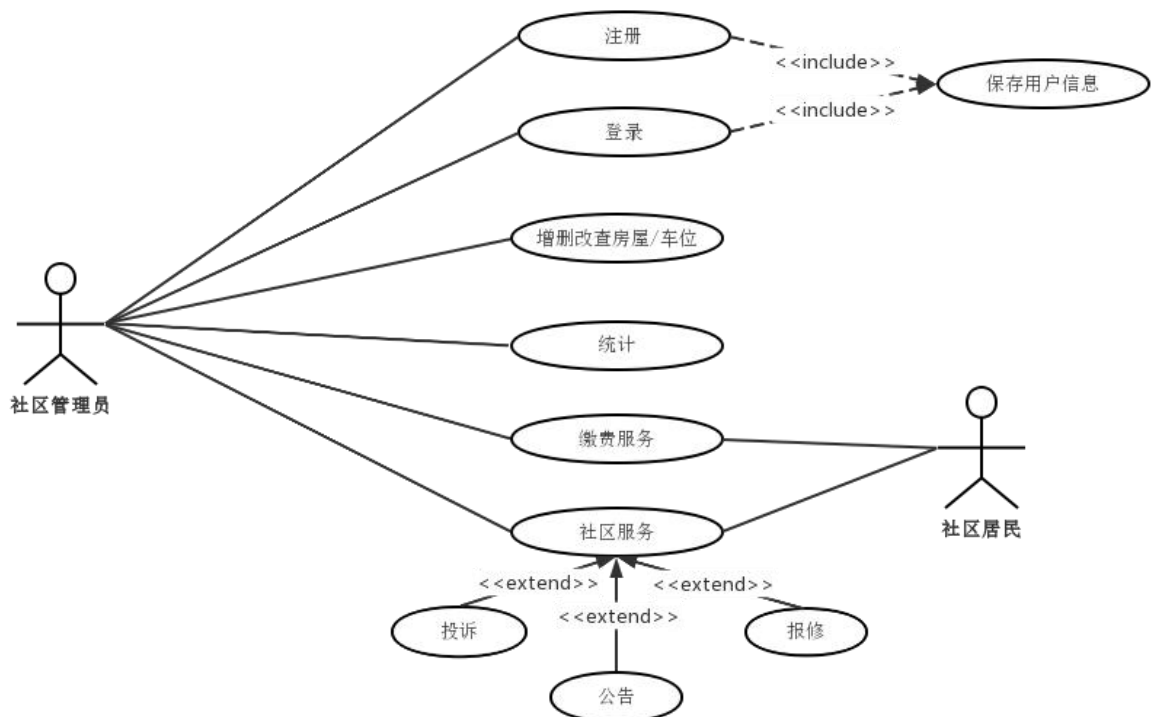 注册
<<include>>
保存用户信息
<<include>>
登录
增删改查房屋/车位
统计
社区管理员
缴费服务
社区服务
社区居民
<<extend>>
<<extend>>
<<extend>>
投诉
报修
公告